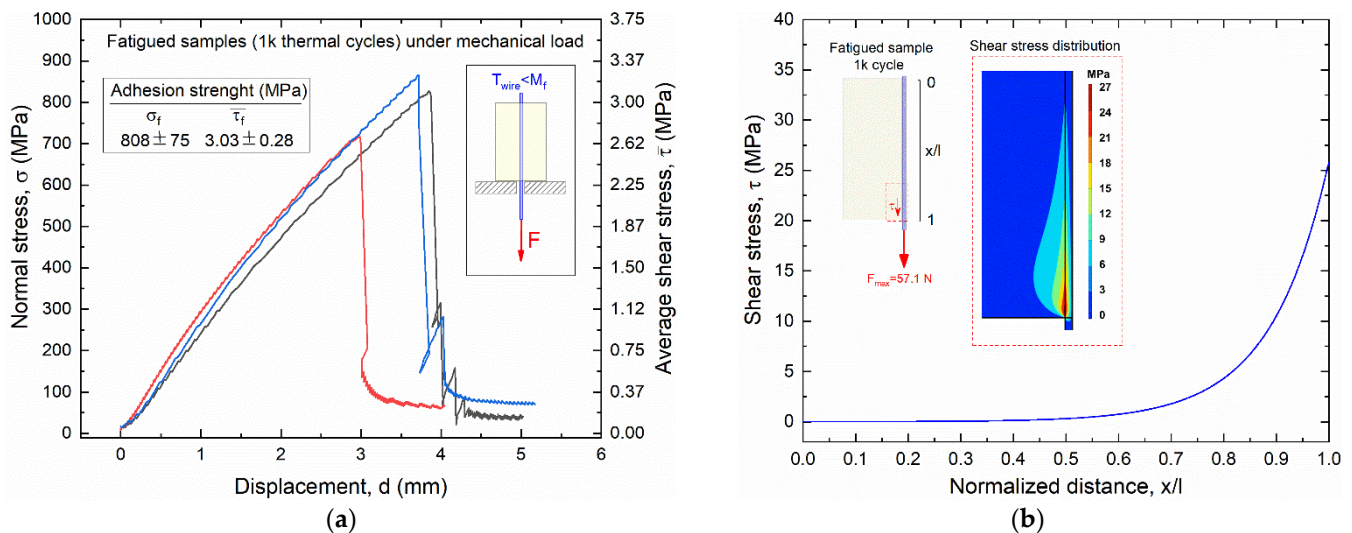 1000
900
800
700
600
500
400
300
200
100
0
Normal stress, σ (MPa)
3.75
3.37
3.00
2.62
2.25
1.87
1.50
1.12
0.75
0.37
0.00
Average shear stress, τ̅ (MPa)
0 1 2 3 4 5 6
Displacement, d (mm)
Fatigued samples (1k thermal cycles) under mechanical load
Adhesion strenght (MPa)
σf τ̅f
808±75 3.03±0.28
Twire<Mf
F
(a)
40
35
30
25
20
15
10
5
0
Shear stress, τ (MPa)
0.0 0.1 0.2 0.3 0.4 0.5 0.6 0.7 0.8 0.9 1.0
Normalized distance, x/l
Fatigued sample
1k cycle
0
x/l
1
τ
Fmax=57.1 N
Shear stress distribution
MPa
27
21
18
15
12
9
6
3
0
(b)